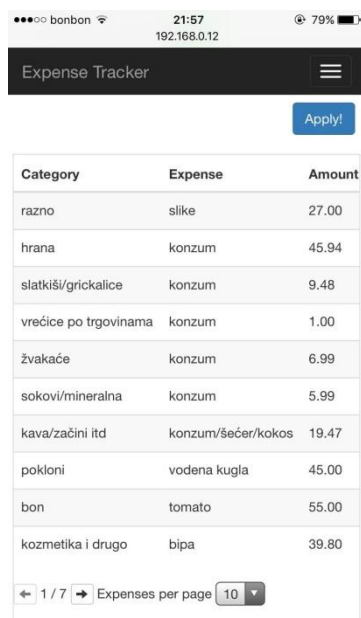 bonbon 21:57 79%
192.168.0.12
Expense Tracker
Apply!
Category Expense Amount
razno slike 27.00
hrana konzum 45.94
slatkiši/grickalice konzum 9.48
vrećice po trgovinama konzum 1.00
žvakaće konzum 6.99
sokovi/mineralna konzum 5.99
kava/začini itd konzum/šećer/kokos 19.47
pokloni vodena kugla 45.00
bon tomato 55.00
kozmetika i drugo bipa 39.80
← 1 / 7 → Expenses per page 10